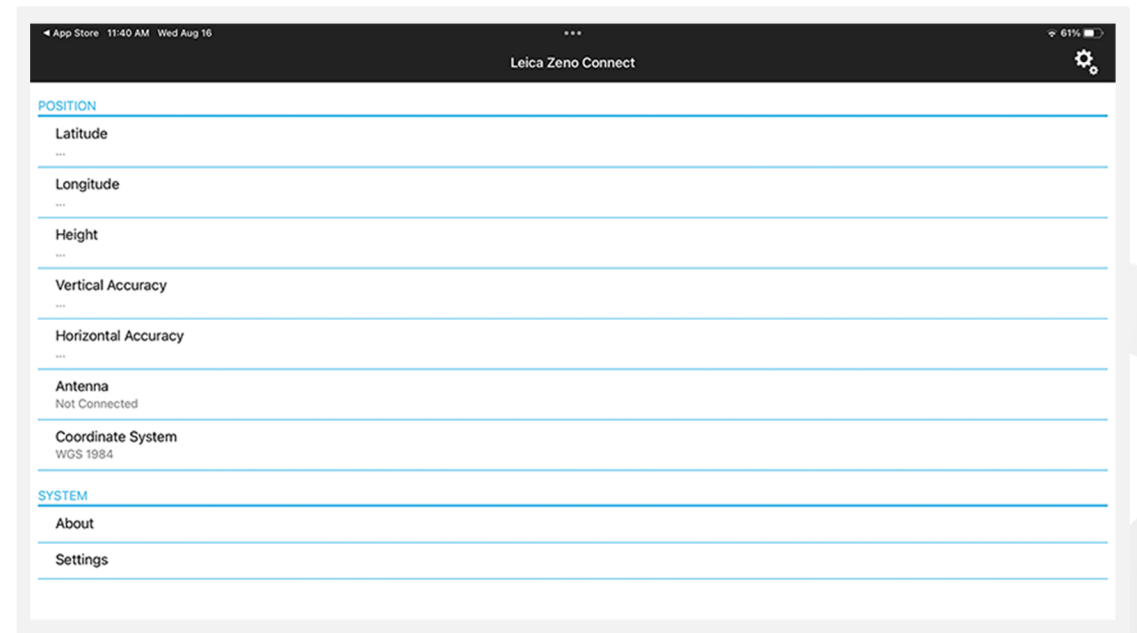 ◀ App Store 11:40 AM Wed Aug 16 ••• 61%
Leica Zeno Connect
POSITION
Latitude
...
Longitude
...
Height
...
Vertical Accuracy
...
Horizontal Accuracy
...
Antenna
Not Connected
Coordinate System
WGS 1984
SYSTEM
About
Settings